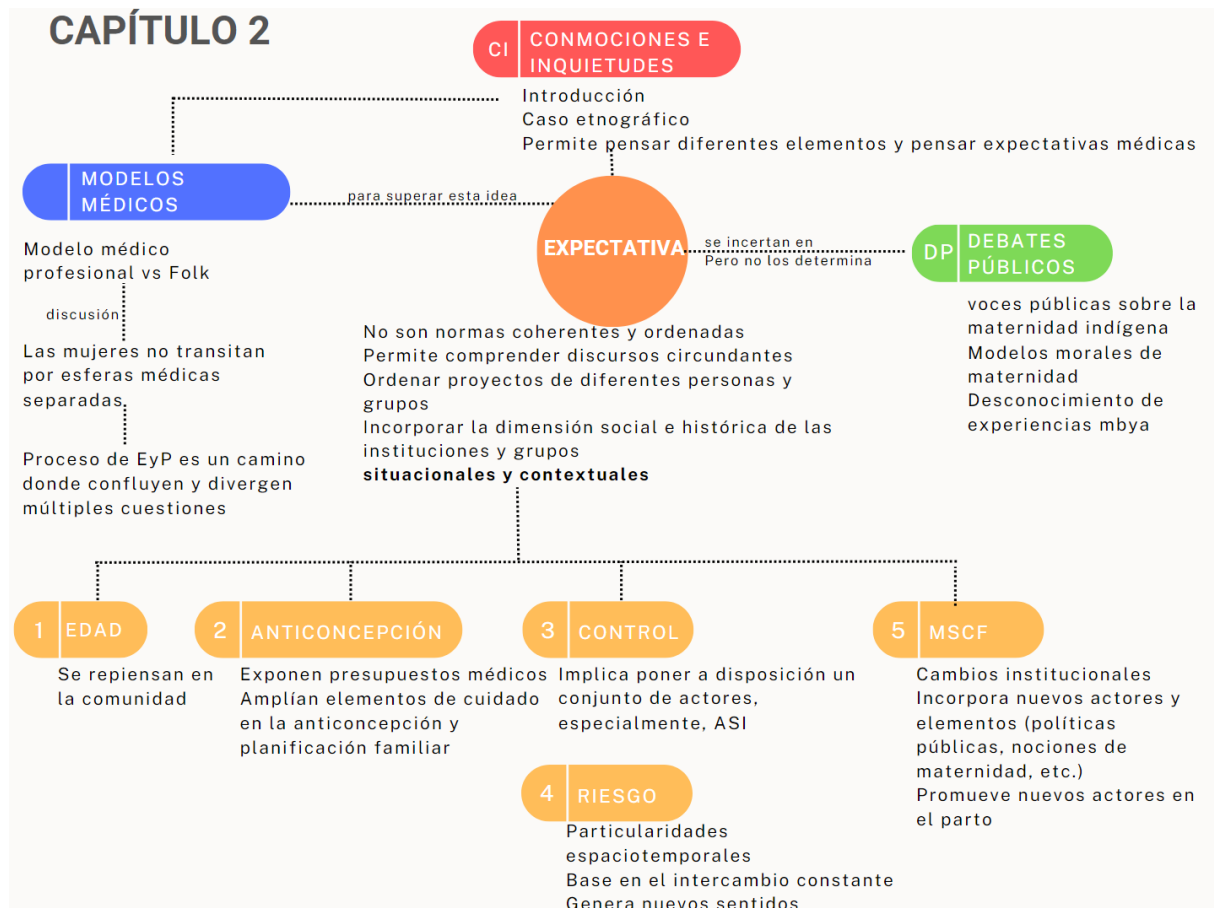 CAPÍTULO 2
CI
CONMOCIONES E
INQUIETUDES
Introducción
Caso etnográfico
Permite pensar diferentes elementos y pensar expectativas médicas
MODELOS
MÉDICOS
para superar esta idea
EXPECTATIVA
se incertan en
Pero no los determina
DP
DEBATES
PÚBLICOS
Modelo médico
profesional vs Folk
discusión
Las mujeres no transitan
por esferas médicas
separadas
Proceso de EyP es un camino
donde confluyen y divergen
múltiples cuestiones
No son normas coherentes y ordenadas
Permite comprender discursos circundantes
Ordenar proyectos de diferentes personas y
grupos
Incorporar la dimensión social e histórica de las
instituciones y grupos
situacionales y contextuales
voces públicas sobre la
maternidad indígena
Modelos morales de
maternidad
Desconocimiento de
experiencias mbya
1 EDAD
Se repiensan en
la comunidad
2 ANTICONCEPCIÓN
Exponen presupuestos médicos
Amplían elementos de cuidado
en la anticoncepción y
planificación familiar
3 CONTROL
Implica poner a disposición un
conjunto de actores,
especialmente, ASI
4 RIESGO
Particularidades
espaciotemporales
Base en el intercambio constante
Genera nuevos sentidos
5 MSCF
Cambios institucionales
Incorpora nuevos actores y
elementos (políticas
públicas, nociones de
maternidad, etc.)
Promueve nuevos actores en
el parto